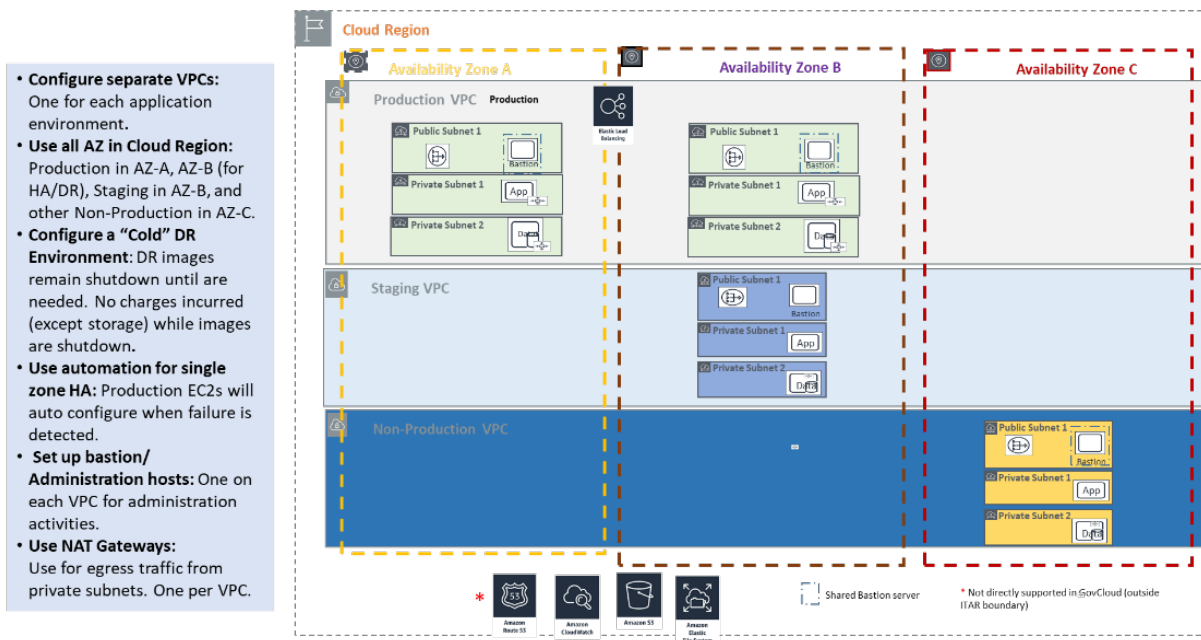 • Configure separate VPCs:
One for each application
environment.
• Use all AZ in Cloud Region:
Production in AZ-A, AZ-B (for
HA/DR), Staging in AZ-B, and
other Non-Production in AZ-C.
• Configure a “Cold” DR
Environment: DR images
remain shutdown until are
needed. No charges incurred
(except storage) while images
are shutdown.
• Use automation for single
zone HA: Production EC2s will
auto configure when failure is
detected.
• Set up bastion/
Administration hosts: One on
each VPC for administration
activities.
• Use NAT Gateways:
Use for egress traffic from
private subnets. One per VPC.
Cloud Region
Availability Zone A
Availability Zone B
Availability Zone C
Production VPC
Production
Elastic Load
Balancing
Public Subnet 1
Bastion
Private Subnet 1
App
Private Subnet 2
Data
Public Subnet 1
Bastion
Private Subnet 1
App
Private Subnet 2
Data
Staging VPC
Public Subnet 1
Bastion
Private Subnet 1
App
Private Subnet 2
Data
Non-Production VPC
Public Subnet 1
Bastion
Private Subnet 1
App
Private Subnet 2
Data
*
53
Amazon
Route 53
Amazon
CloudWatch
Amazon S3
Amazon
Elastic
Shared Bastion server
* Not directly supported in GovCloud (outside
ITAR boundary)